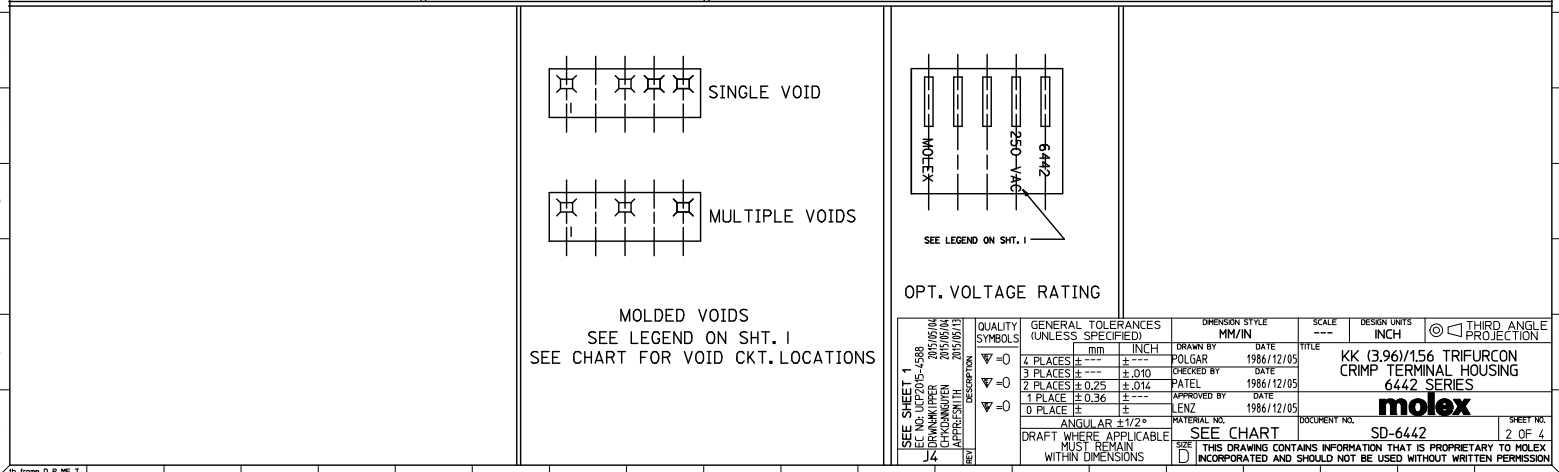 SINGLE VOID
MULTIPLE VOIDS
MOLDED VOIDS
SEE LEGEND ON SHT. 1
SEE CHART FOR VOID CKT. LOCATIONS
MOLEX
250 VAC
6442
SEE LEGEND ON SHT. 1
OPT. VOLTAGE RATING
SEE SHEET 1
EC NO: UCP2015-4588
DRWN:MKIPPER 2015/05/04
CHK'D:NNGUYEN 2015/05/04
APPR:FSMITH 2015/05/13
J4
REV
DESCRIPTION
QUALITY SYMBOLS
=0
=0
=0
GENERAL TOLERANCES
(UNLESS SPECIFIED)
mm INCH
4 PLACES ± --- ± ---
3 PLACES ± --- ± .010
2 PLACES ± 0.25 ± .014
1 PLACE ± 0.36 ± ---
0 PLACE ± ±
ANGULAR ±1/2°
DRAFT WHERE APPLICABLE
MUST REMAIN
WITHIN DIMENSIONS
DIMENSION STYLE
MM/IN
SCALE
---
DESIGN UNITS
INCH
THIRD ANGLE
PROJECTION
DRAWN BY DATE
POLGAR 1986/12/05
CHECKED BY DATE
PATEL 1986/12/05
APPROVED BY DATE
LENZ 1986/12/05
TITLE
KK (3.96)/1.56 TRIFURCON
CRIMP TERMINAL HOUSING
6442 SERIES
molex
MATERIAL NO.
SEE CHART
DOCUMENT NO.
SD-6442
SHEET NO.
2 OF 4
SIZE
D
THIS DRAWING CONTAINS INFORMATION THAT IS PROPRIETARY TO MOLEX
INCORPORATED AND SHOULD NOT BE USED WITHOUT WRITTEN PERMISSION